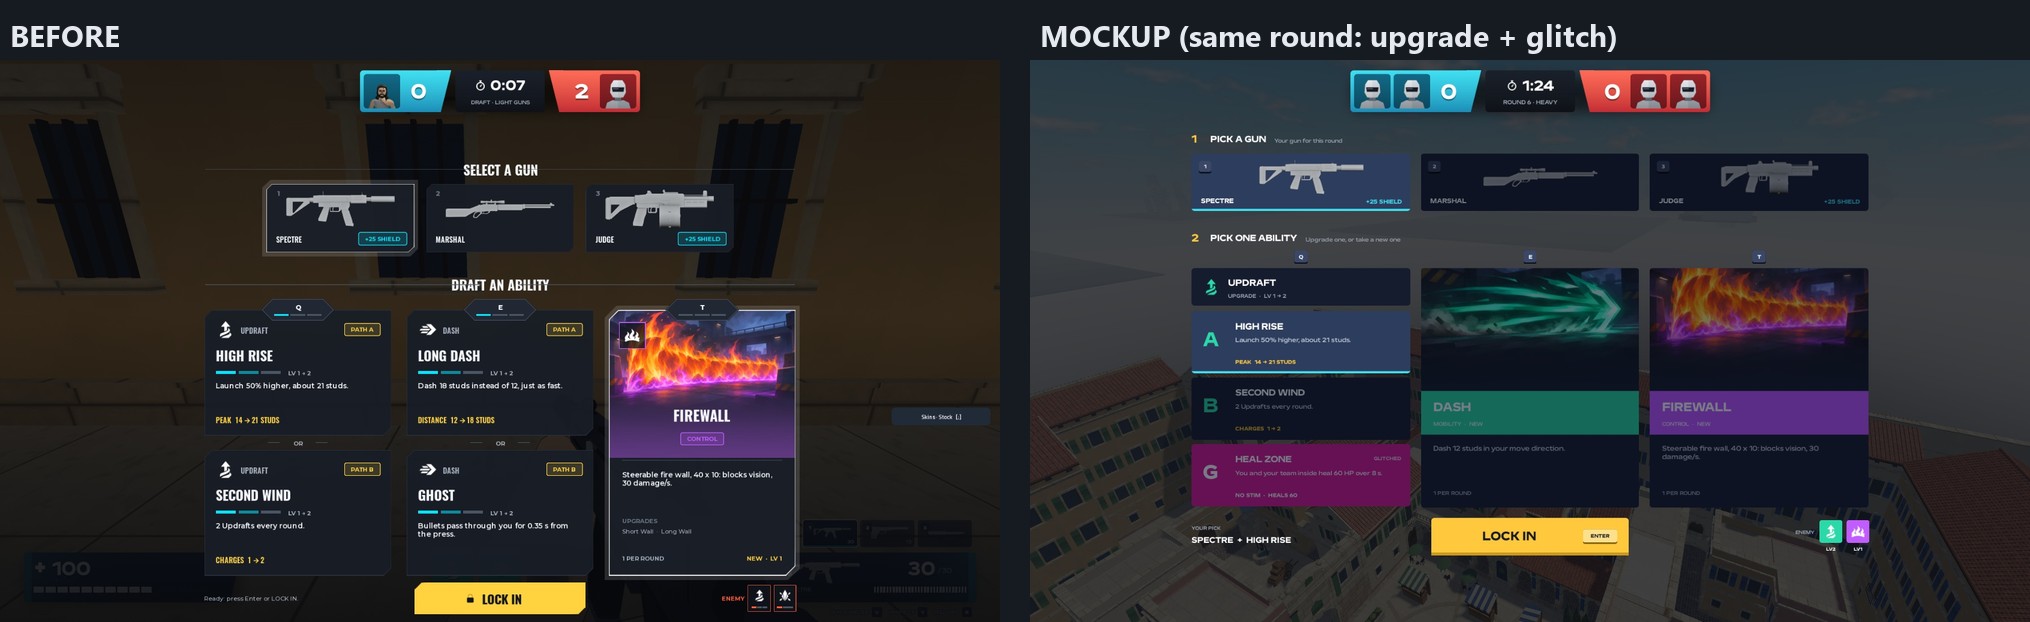 BEFORE
0
0:07
DRAFT · LIGHT GUNS
2
SELECT A GUN
1
SPECTRE
+25 SHIELD
2
MARSHAL
3
JUDGE
+25 SHIELD
DRAFT AN ABILITY
Q
UPDRAFT
PATH A
HIGH RISE
LV 1 → 2
Launch 50% higher, about 21 studs.
PEAK 14 → 21 STUDS
OR
UPDRAFT
PATH B
SECOND WIND
LV 1 → 2
2 Updrafts every round.
CHARGES 1 → 2
E
DASH
PATH A
LONG DASH
LV 1 → 2
Dash 18 studs instead of 12, just as fast.
DISTANCE 12 → 18 STUDS
OR
DASH
PATH B
GHOST
LV 1 → 2
Bullets pass through you for 0.35 s from
the press.
T
FIREWALL
CONTROL
Steerable fire wall, 40 x 10: blocks vision,
30 damage/s.
UPGRADES
Short Wall · Long Wall
1 PER ROUND
NEW · LV 1
Skins · Stock [;]
+ 100
30
Ready: press Enter or LOCK IN.
LOCK IN
ENEMY
MOCKUP (same round: upgrade + glitch)
0
1:24
ROUND 6 · HEAVY
0
1 PICK A GUN Your gun for this round
1
SPECTRE
+25 SHIELD
2
MARSHAL
3
JUDGE
+25 SHIELD
2 PICK ONE ABILITY Upgrade one, or take a new one
Q
UPDRAFT
UPGRADE · LV 1 → 2
A
HIGH RISE
Launch 50% higher, about 21 studs.
PEAK 14 → 21 STUDS
B
SECOND WIND
2 Updrafts every round.
CHARGES 1 → 2
G
HEAL ZONE
GLITCHED
You and your team inside heal 60 HP over 8 s.
NO STIM · HEALS 60
E
DASH
MOBILITY · NEW
Dash 12 studs in your move direction.
1 PER ROUND
T
FIREWALL
CONTROL · NEW
Steerable fire wall, 40 x 10: blocks vision, 30
damage/s.
1 PER ROUND
YOUR PICK
SPECTRE + HIGH RISE
LOCK IN
ENTER
ENEMY
LV2
LV1